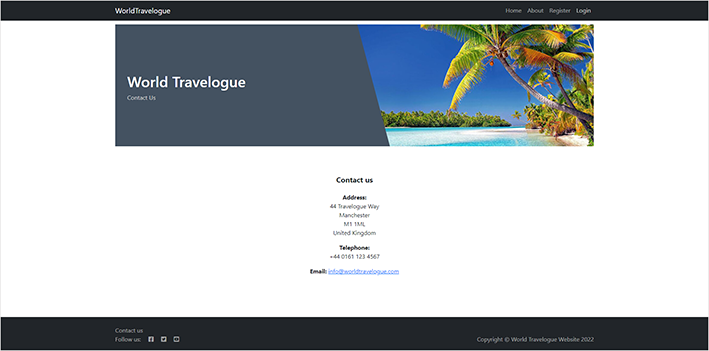 WorldTravelogue
Home About Register Login
World Travelogue
Contact Us
Contact us
Address:
44 Travelogue Way
Manchester
M1 1ML
United Kingdom
Telephone:
+44 0161 123 4567
Email: info@worldtravelogue.com
Contact us
Follow us:
Copyright © World Travelogue Website 2022